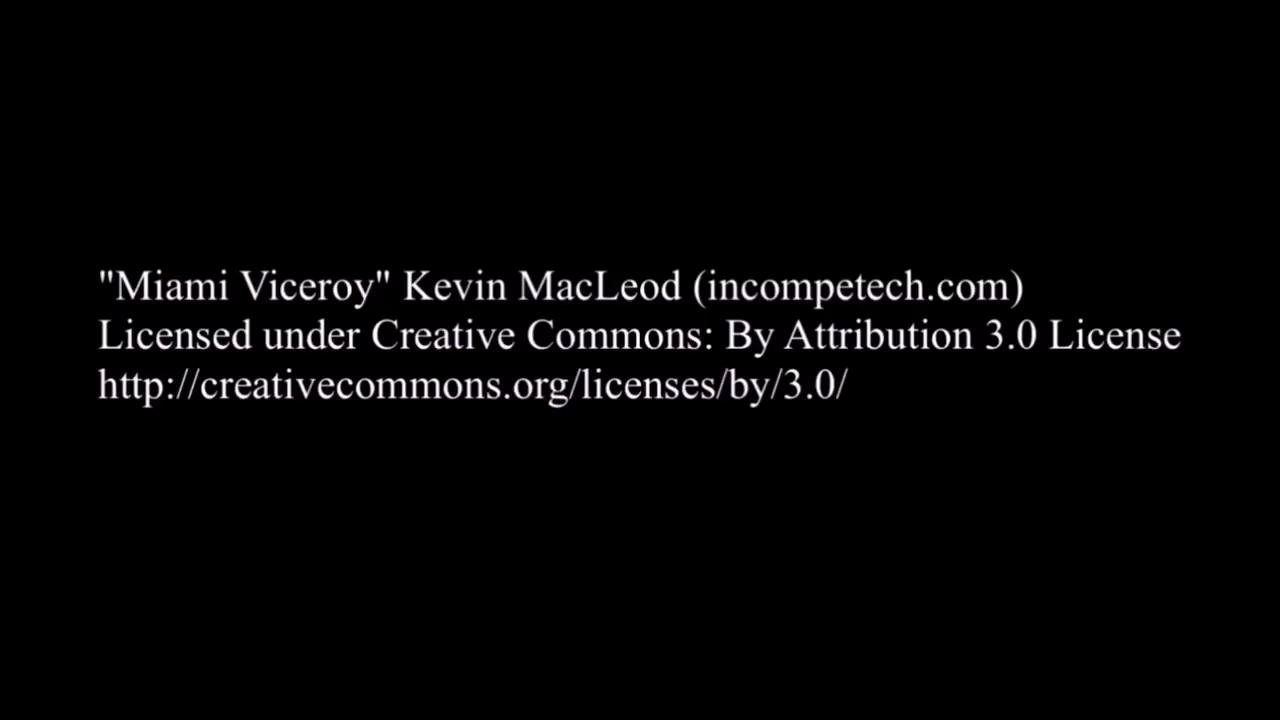 "Miami Viceroy" Kevin MacLeod (incompetech.com)
Licensed under Creative Commons: By Attribution 3.0 License
http://creativecommons.org/licenses/by/3.0/